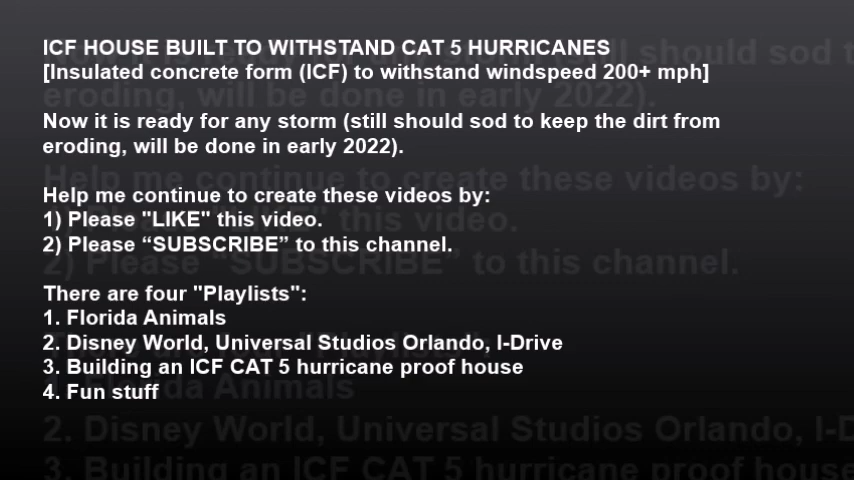 ICF HOUSE BUILT TO WITHSTAND CAT 5 HURRICANES
[Insulated concrete form (ICF) to withstand windspeed 200+ mph]
Now it is ready for any storm (still should sod to keep the dirt from
eroding, will be done in early 2022).
Help me continue to create these videos by:
1) Please "LIKE" this video.
2) Please “SUBSCRIBE” to this channel.
There are four "Playlists":
1. Florida Animals
2. Disney World, Universal Studios Orlando, I-Drive
3. Building an ICF CAT 5 hurricane proof house
4. Fun stuff